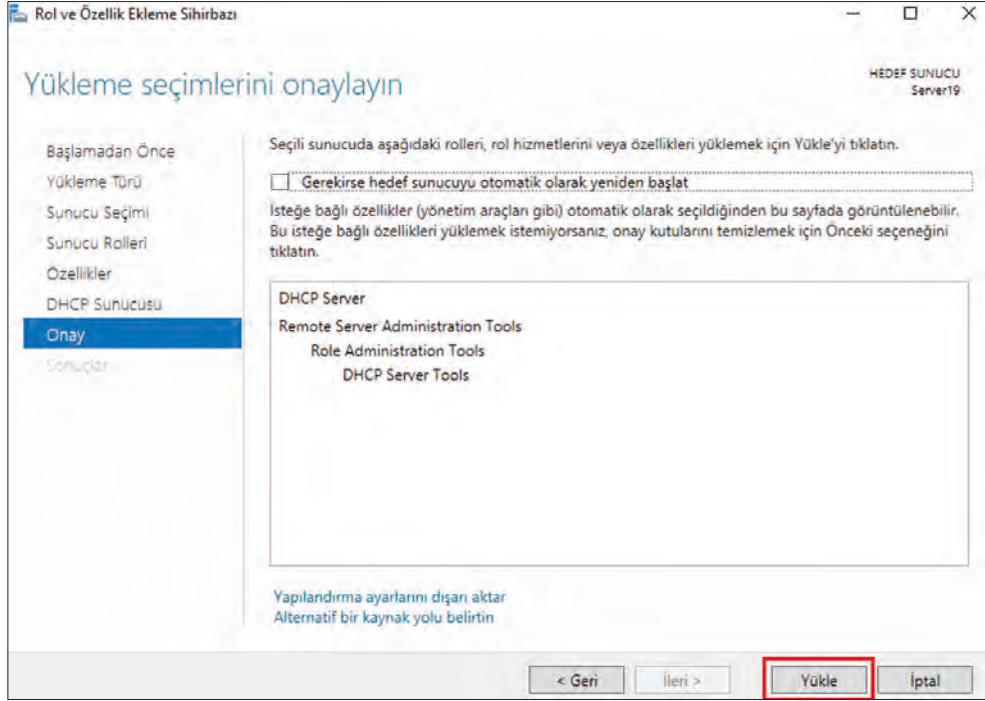 Rol ve Özellik Ekleme Sihirbazı
Yükleme seçimlerini onaylayın
HEDEF SUNUCU
Server19
Başlamadan Önce
Yükleme Türü
Sunucu Seçimi
Sunucu Rolleri
Özellikler
DHCP Sunucusu
Onay
Sonuçlar
Seçili sunucuda aşağıdaki rolleri, rol hizmetlerini veya özellikleri yüklemek için Yükle'yi tıklatın.
Gerekirse hedef sunucuyu otomatik olarak yeniden başlat
İsteğe bağlı özellikler (yönetim araçları gibi) otomatik olarak seçildiğinden bu sayfada görüntülenebilir.
Bu isteğe bağlı özellikleri yüklemek istemiyorsanız, onay kutularını temizlemek için Önceki seçeneğini
tıklatın.
DHCP Server
Remote Server Administration Tools
Role Administration Tools
DHCP Server Tools
Yapılandırma ayarlarını dışarı aktar
Alternatif bir kaynak yolu belirtin
< Geri
İleri >
Yükle
İptal